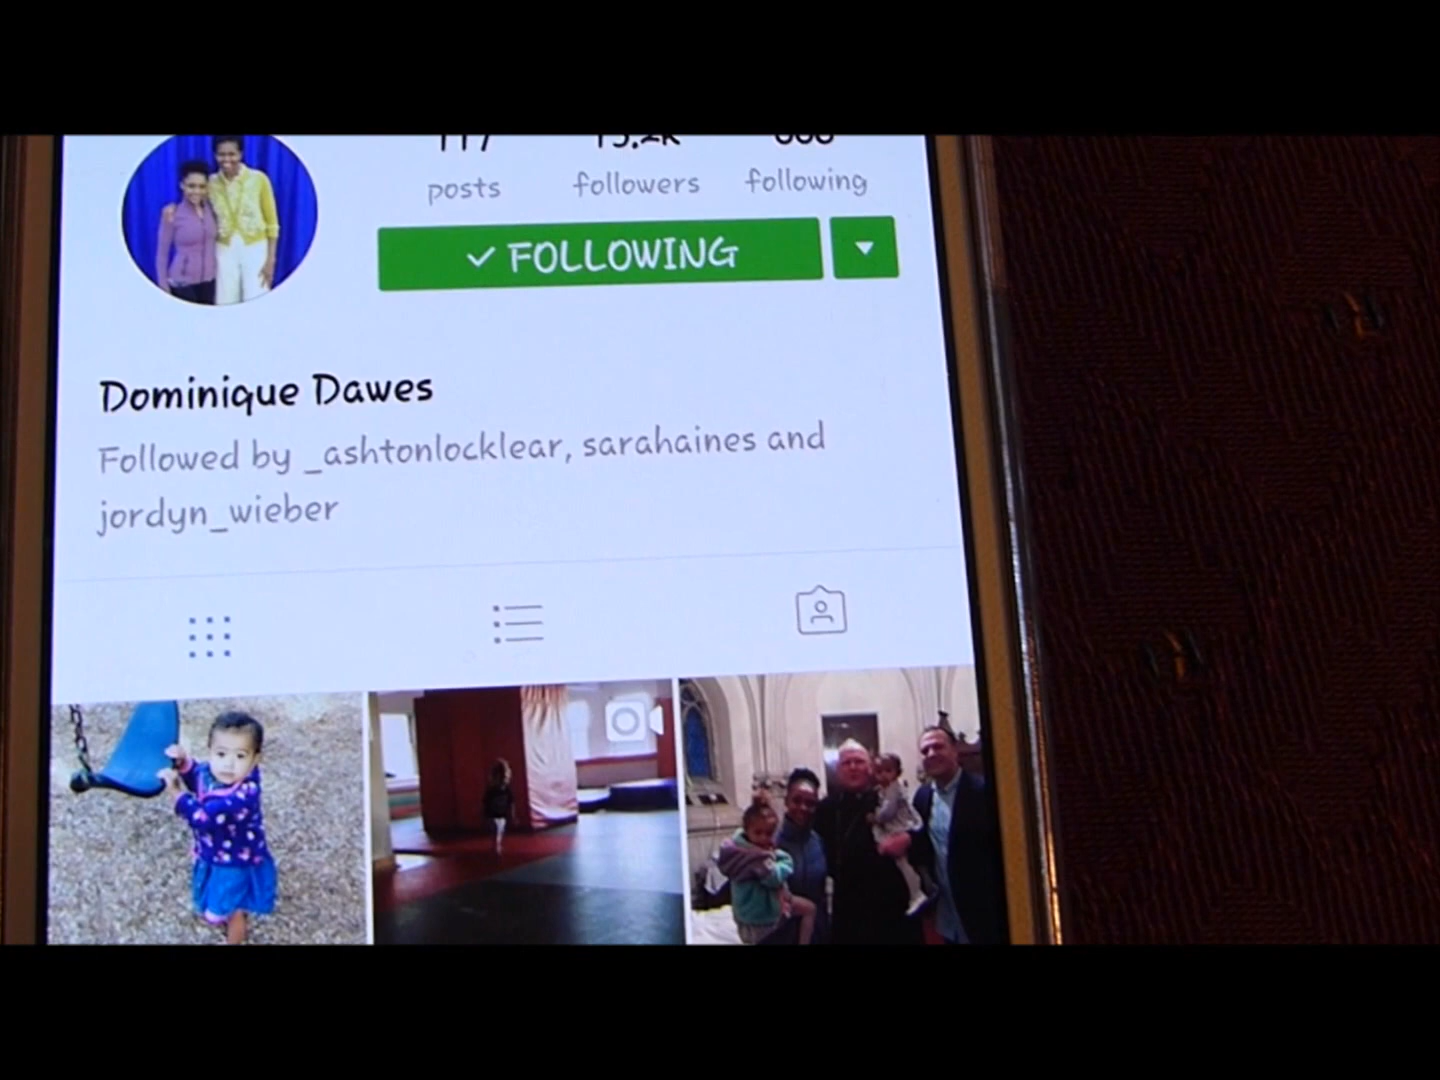 posts followers following
✓ FOLLOWING
Dominique Dawes
Followed by _ashtonlocklear, sarahaines and
jordyn_wieber